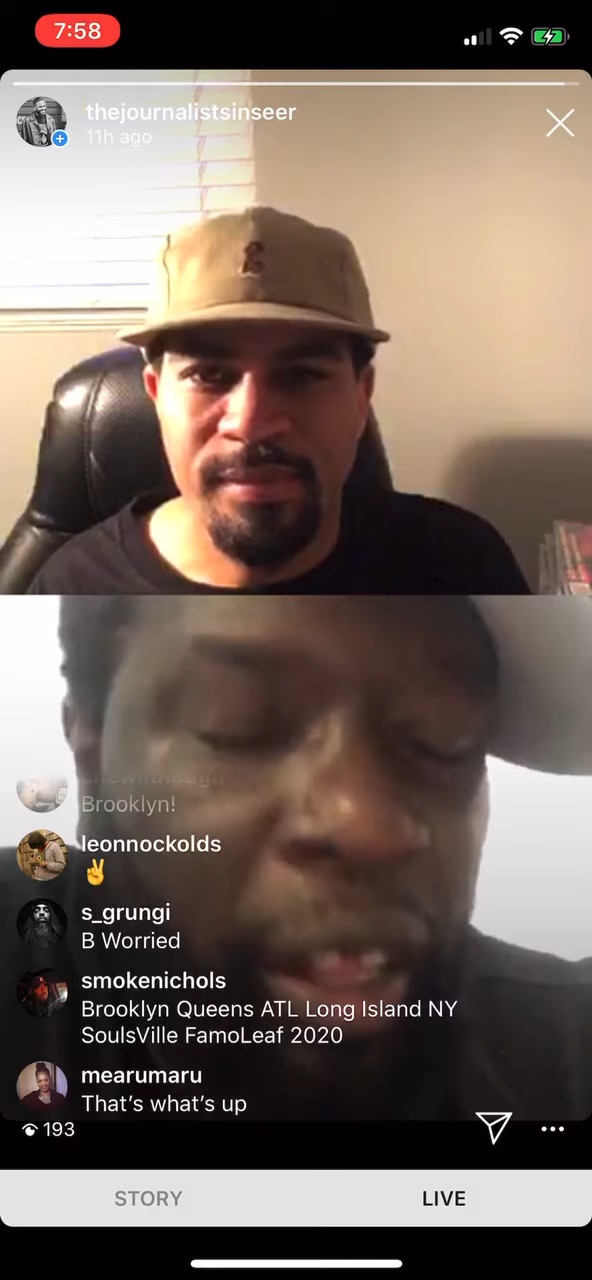 7:58
thejournalistsinseer
11h ago
Brooklyn!
leonnockolds
✌️
s_grungi
B Worried
smokenichols
Brooklyn Queens ATL Long Island NY
SoulsVille FamoLeaf 2020
mearumaru
That’s what’s up
193
STORY
LIVE